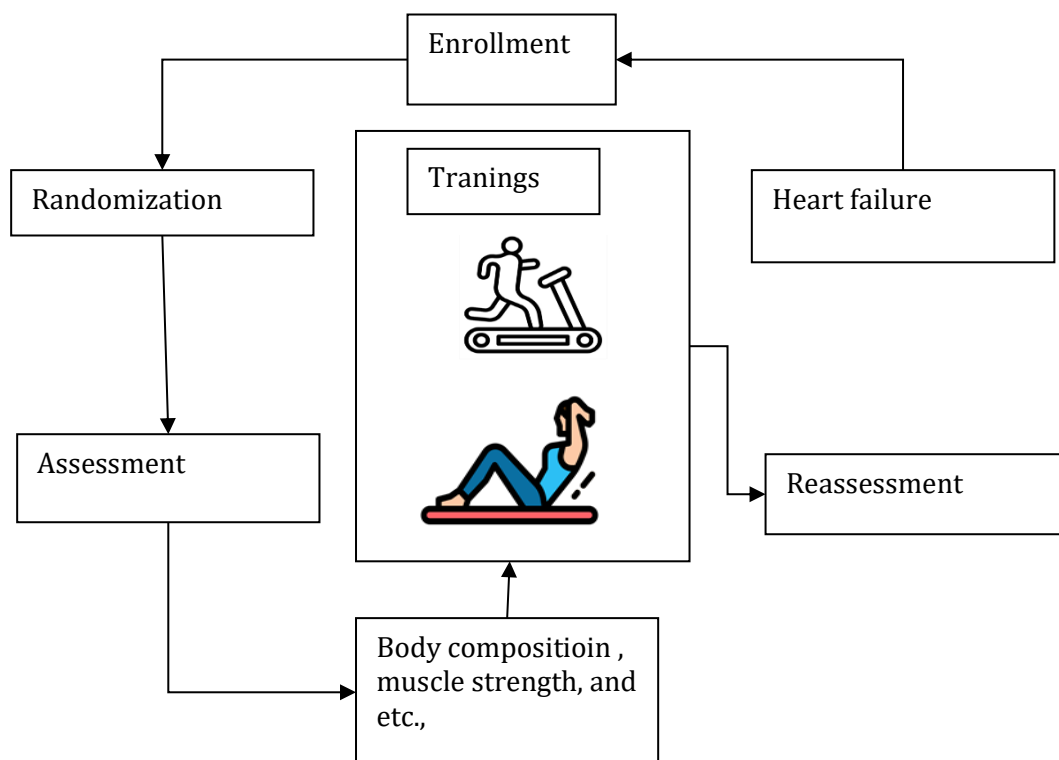 Enrollment
Tranings
Randomization
Heart failure
Assessment
Reassessment
Body compositioin ,
muscle strength, and
etc.,